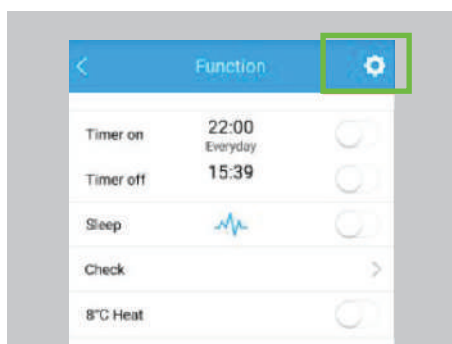 Function
Timer on 22:00
Everyday
Timer off 15:39
Sleep
Check
8°C Heat